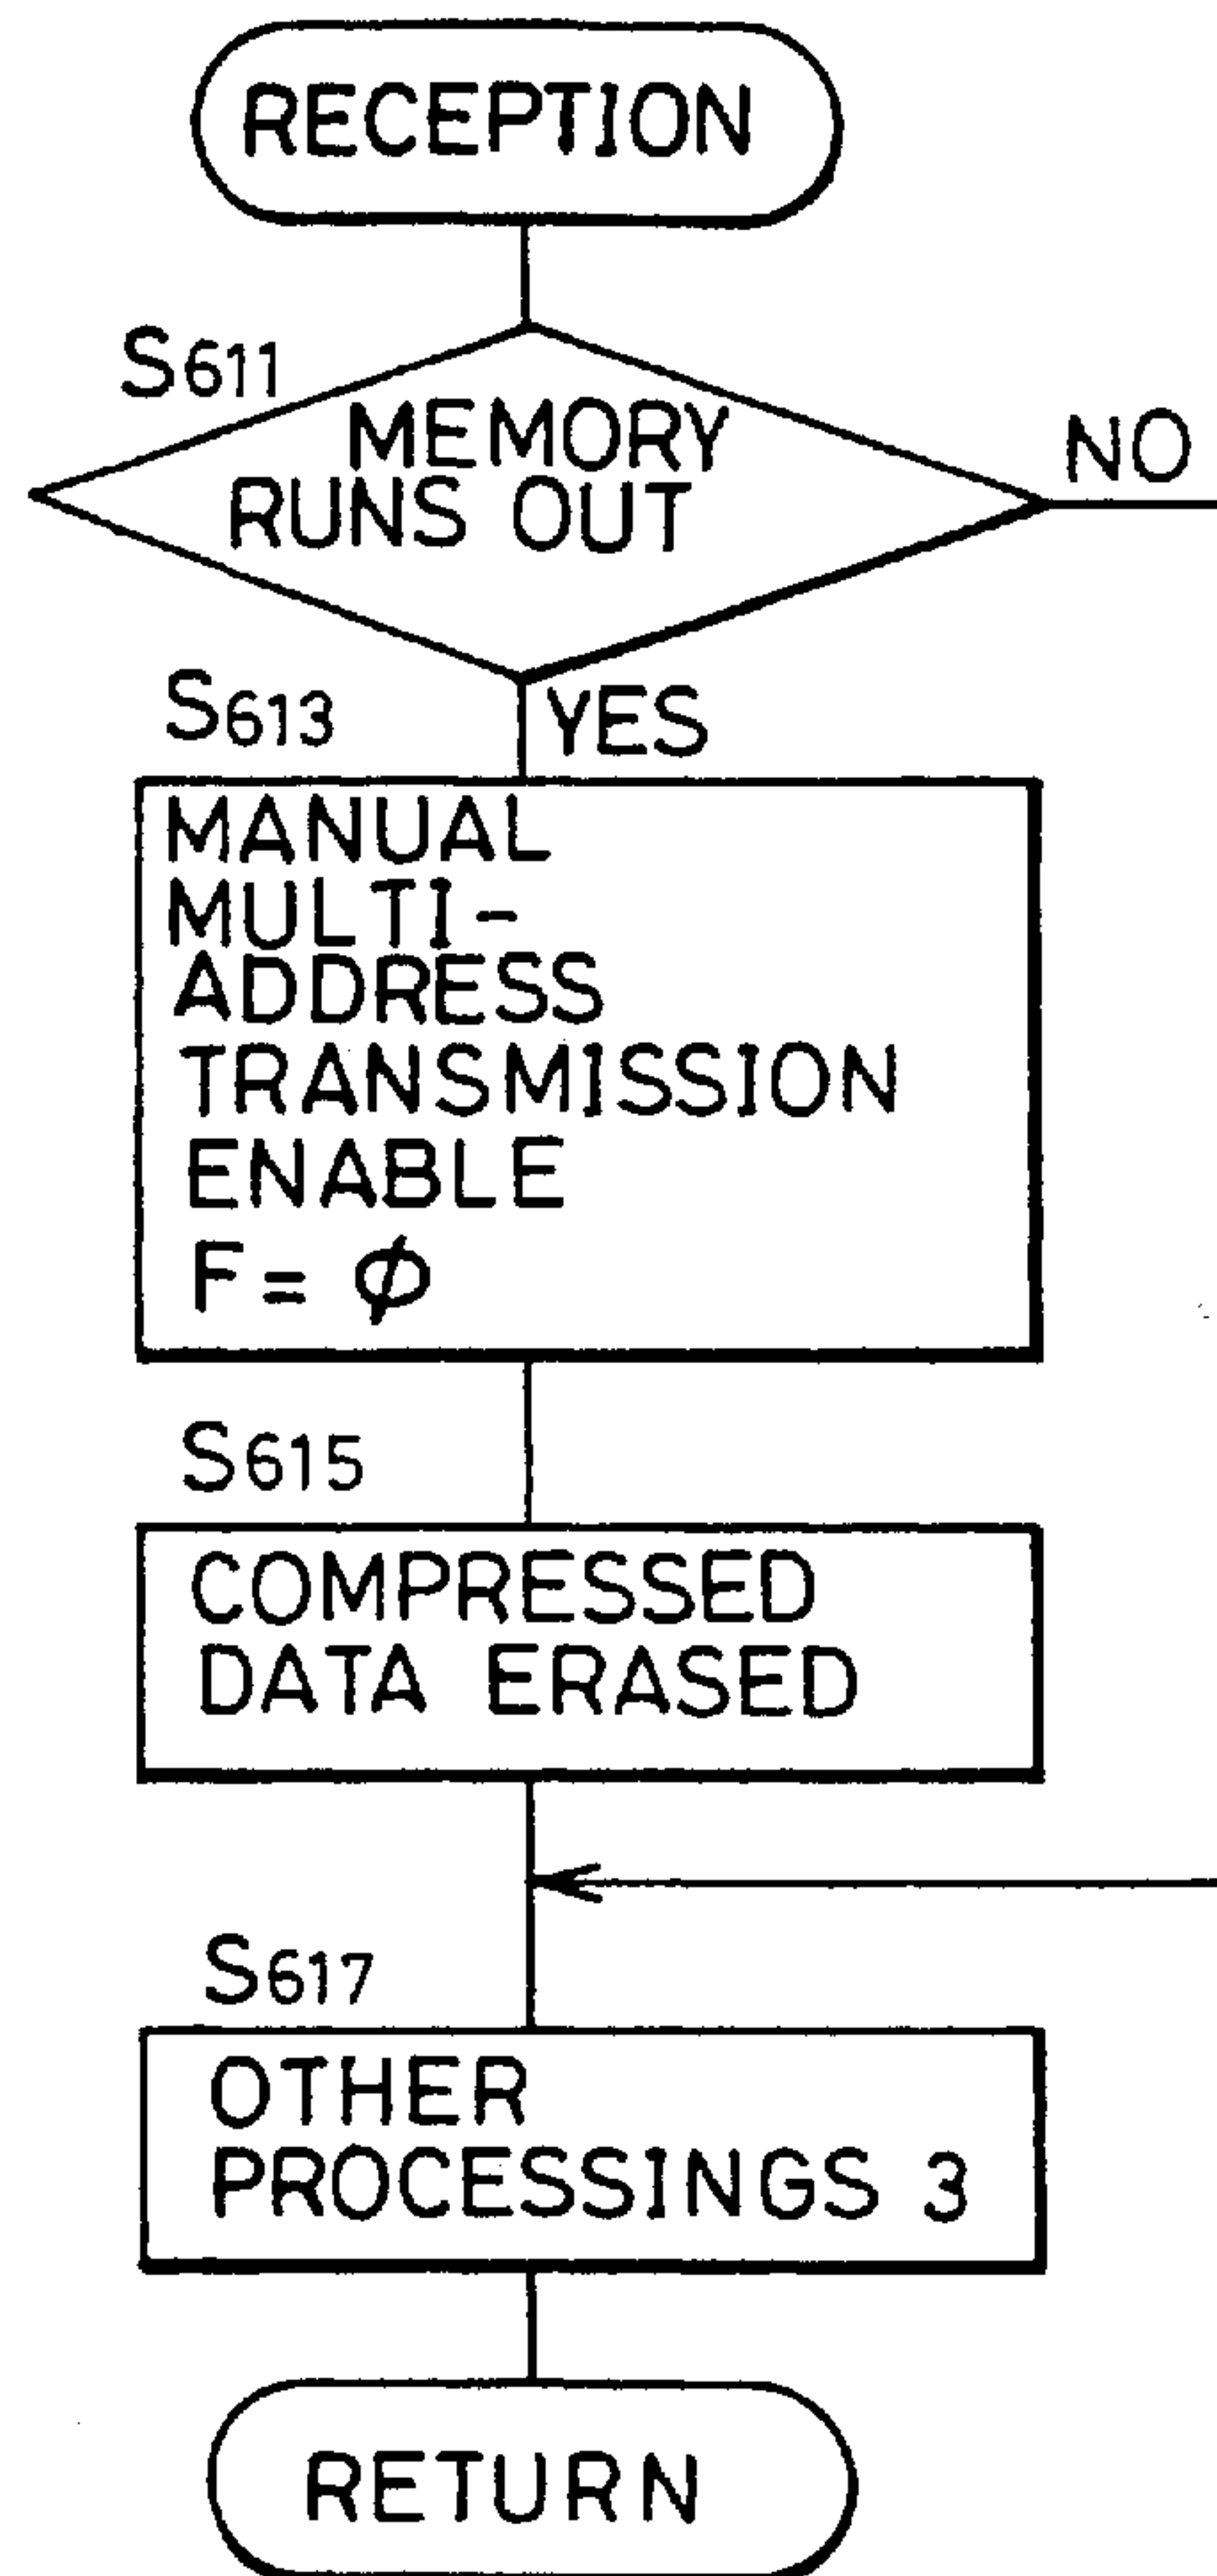 RECEPTION
S611
MEMORY
RUNS OUT
NO
S613
YES
MANUAL
MULTI-
ADDRESS
TRANSMISSION
ENABLE
F= ϕ
S615
COMPRESSED
DATA ERASED
S617
OTHER
PROCESSINGS 3
RETURN